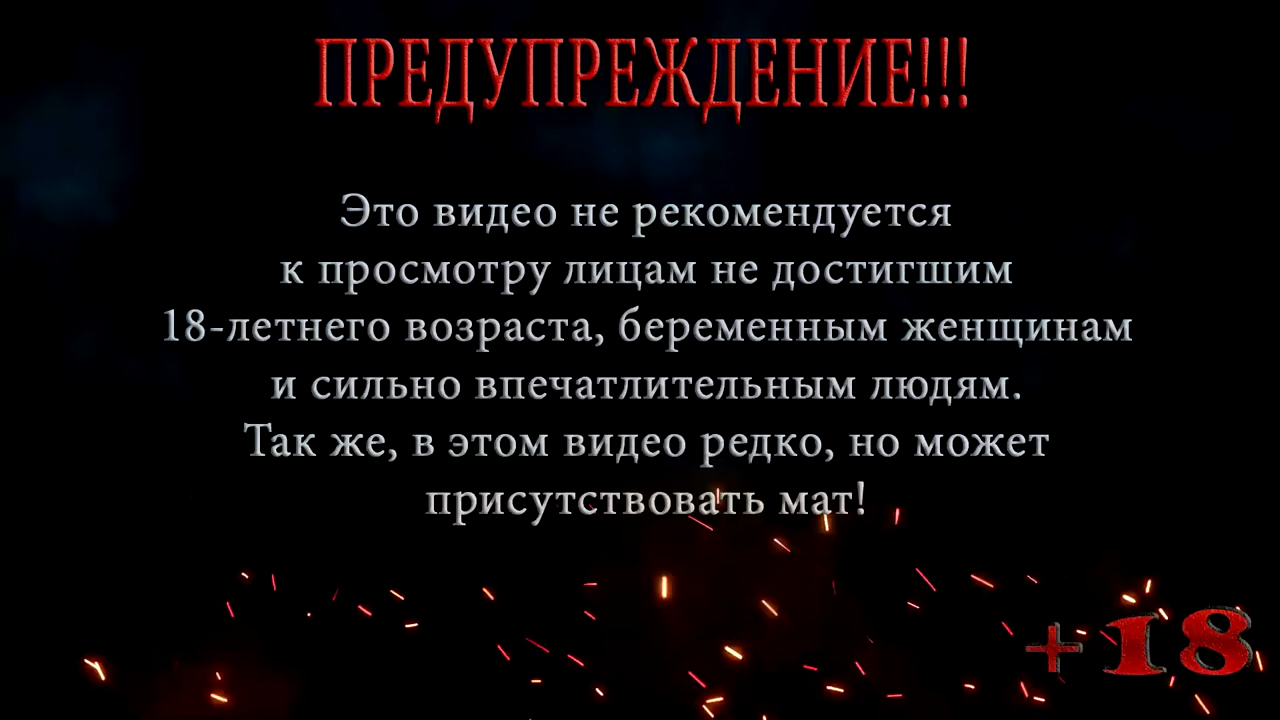 ПРЕДУПРЕЖДЕНИЕ!!!
Это видео не рекомендуется
к просмотру лицам не достигшим
18-летнего возраста, беременным женщинам
и сильно впечатлительным людям.
Так же, в этом видео редко, но может
присутствовать мат!
+18